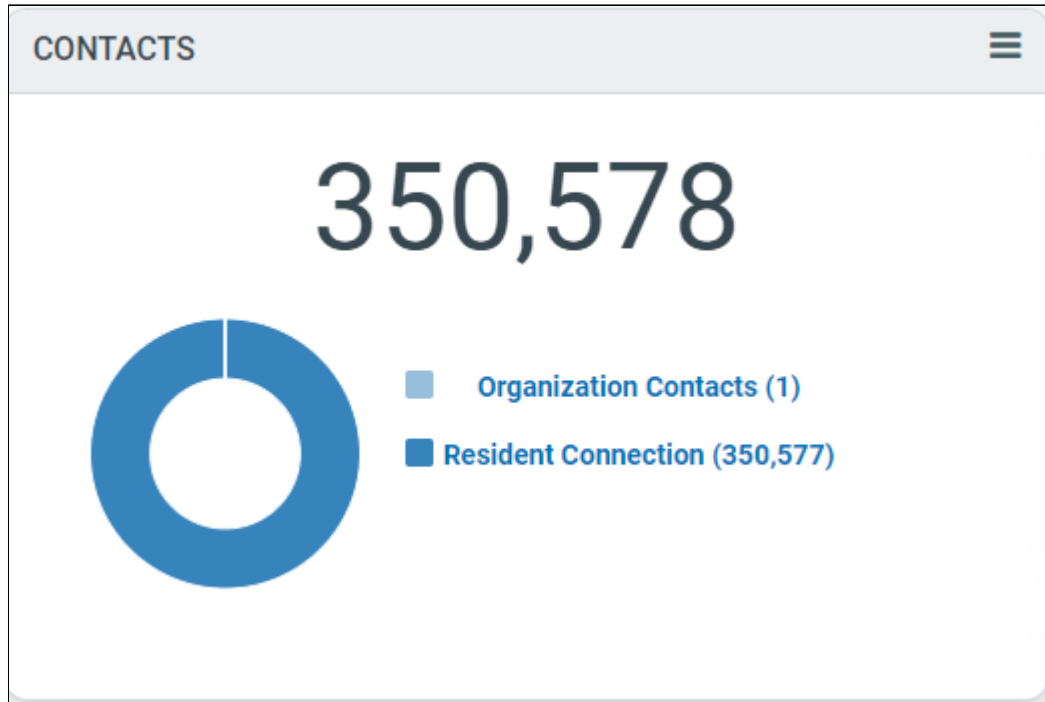 CONTACTS
350,578
Organization Contacts (1)
Resident Connection (350,577)